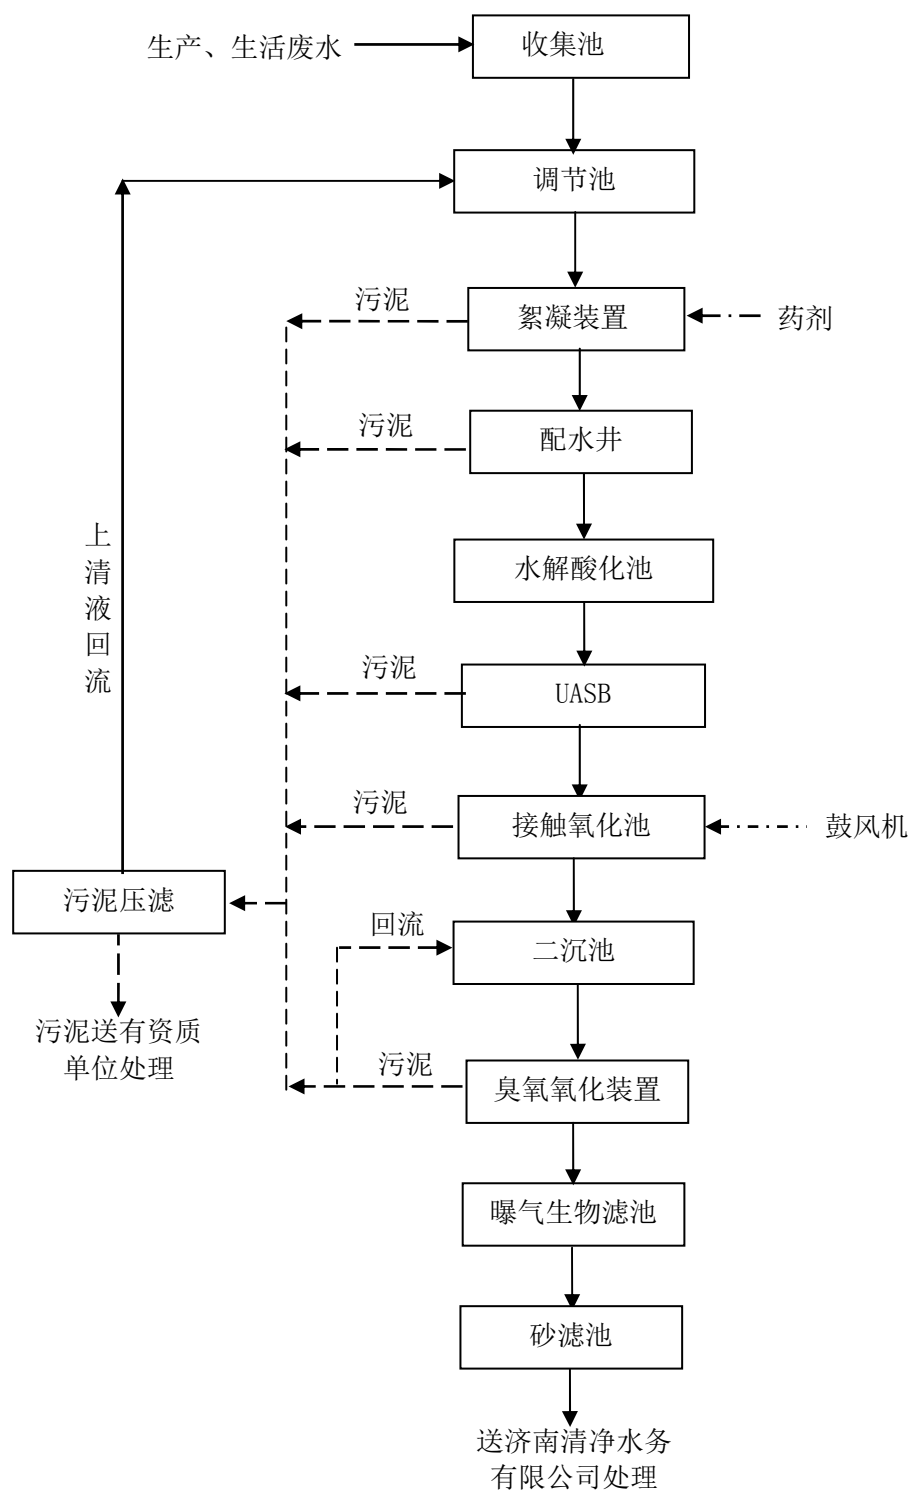 生产、生活废水
收集池
调节池
污泥
絮凝装置
药剂
污泥
配水井
上清液回流
水解酸化池
污泥
UASB
污泥
接触氧化池
鼓风机
污泥压滤
回流
二沉池
污泥送有资质
单位处理
污泥
臭氧氧化装置
曝气生物滤池
砂滤池
送济南清净水务
有限公司处理